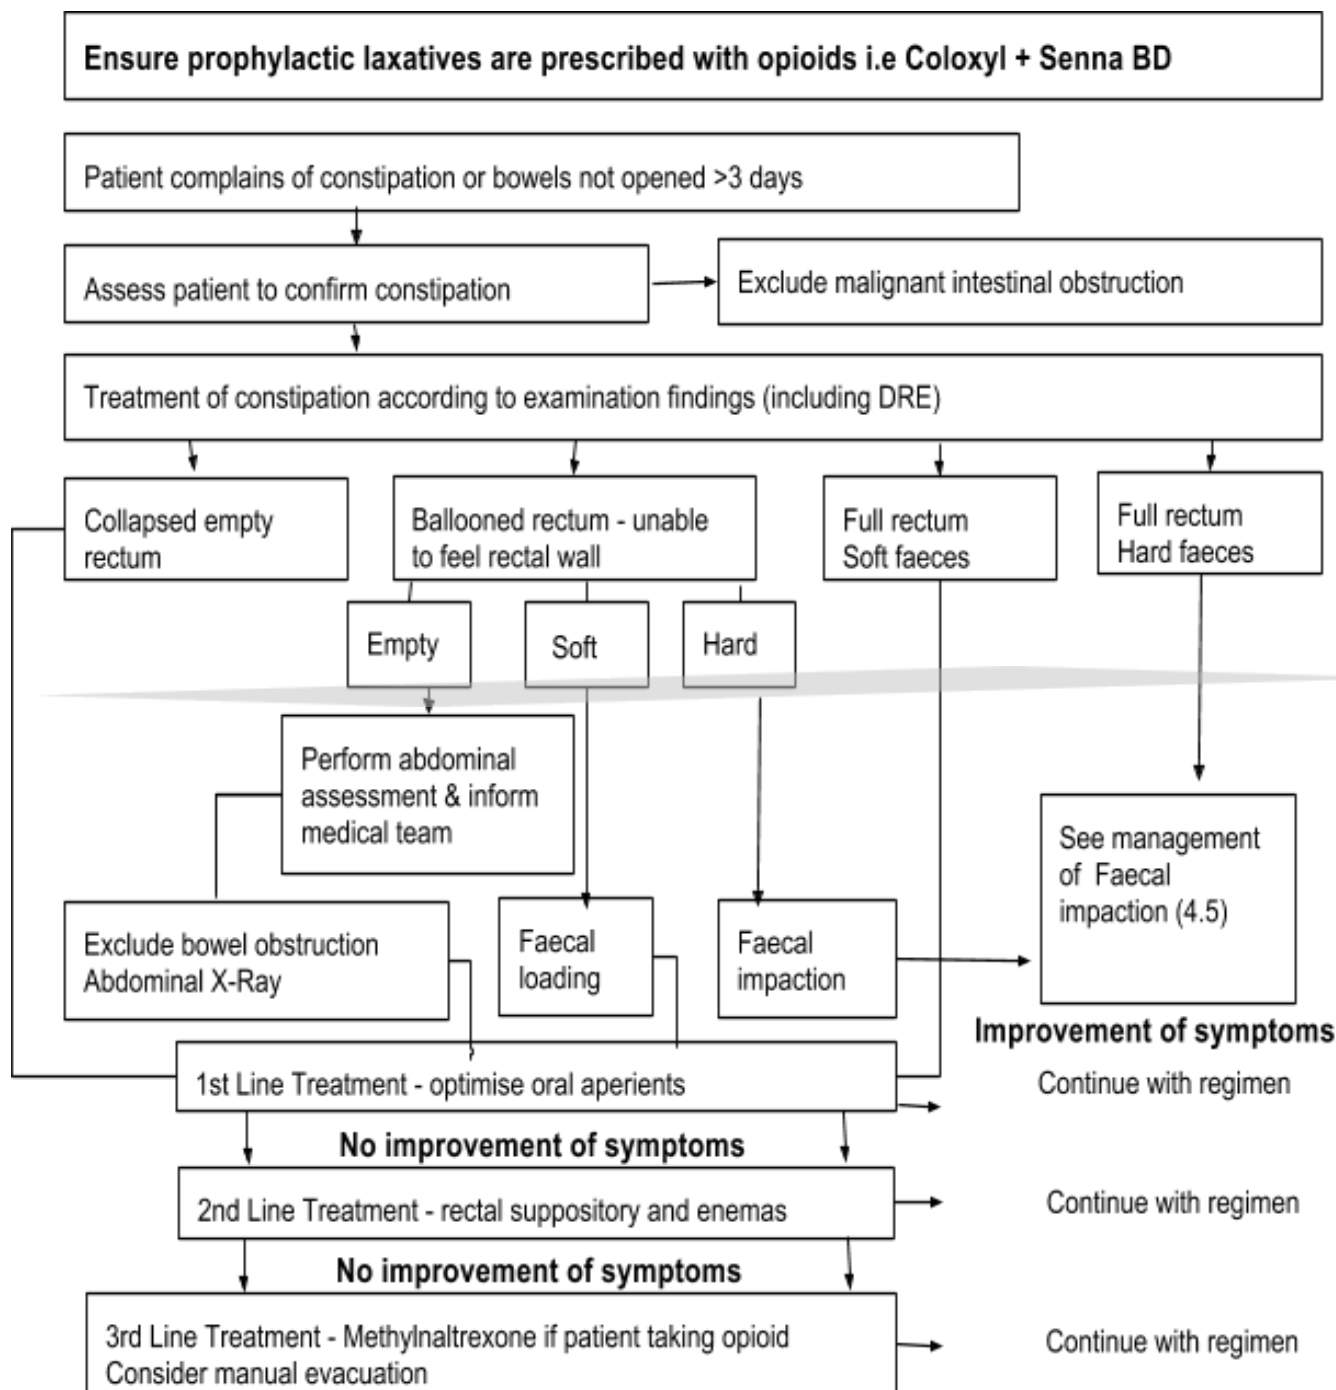 Ensure prophylactic laxatives are prescribed with opioids i.e Coloxyl + Senna BD
Patient complains of constipation or bowels not opened >3 days
Assess patient to confirm constipation
Exclude malignant intestinal obstruction
Treatment of constipation according to examination findings (including DRE)
Collapsed empty
rectum
Ballooned rectum - unable
to feel rectal wall
Full rectum
Soft faeces
Full rectum
Hard faeces
Empty
Soft
Hard
Perform abdominal
assessment & inform
medical team
See management
of Faecal
impaction (4.5)
Exclude bowel obstruction
Abdominal X-Ray
Faecal
loading
Faecal
impaction
Improvement of symptoms
1st Line Treatment - optimise oral aperients
Continue with regimen
No improvement of symptoms
2nd Line Treatment - rectal suppository and enemas
Continue with regimen
No improvement of symptoms
3rd Line Treatment - Methylnaltrexone if patient taking opioid
Consider manual evacuation
Continue with regimen